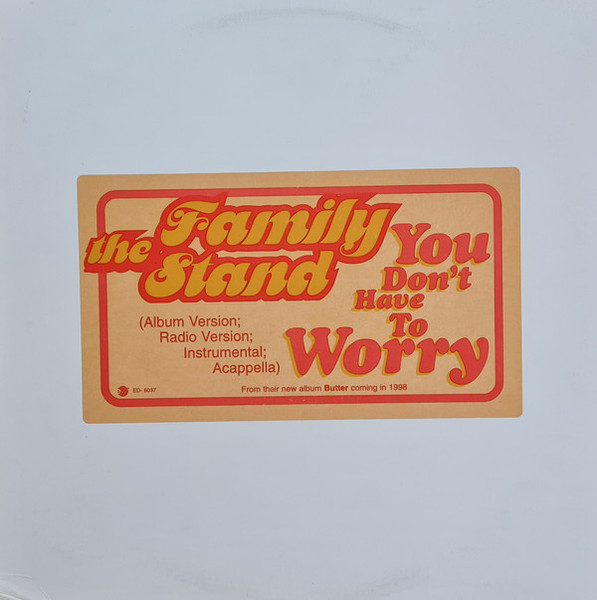 the Family
Stand
You
Don't
Have
To
Worry
(Album Version;
Radio Version;
Instrumental;
Acappella)
ED- 6037
From their new album Butter coming in 1998